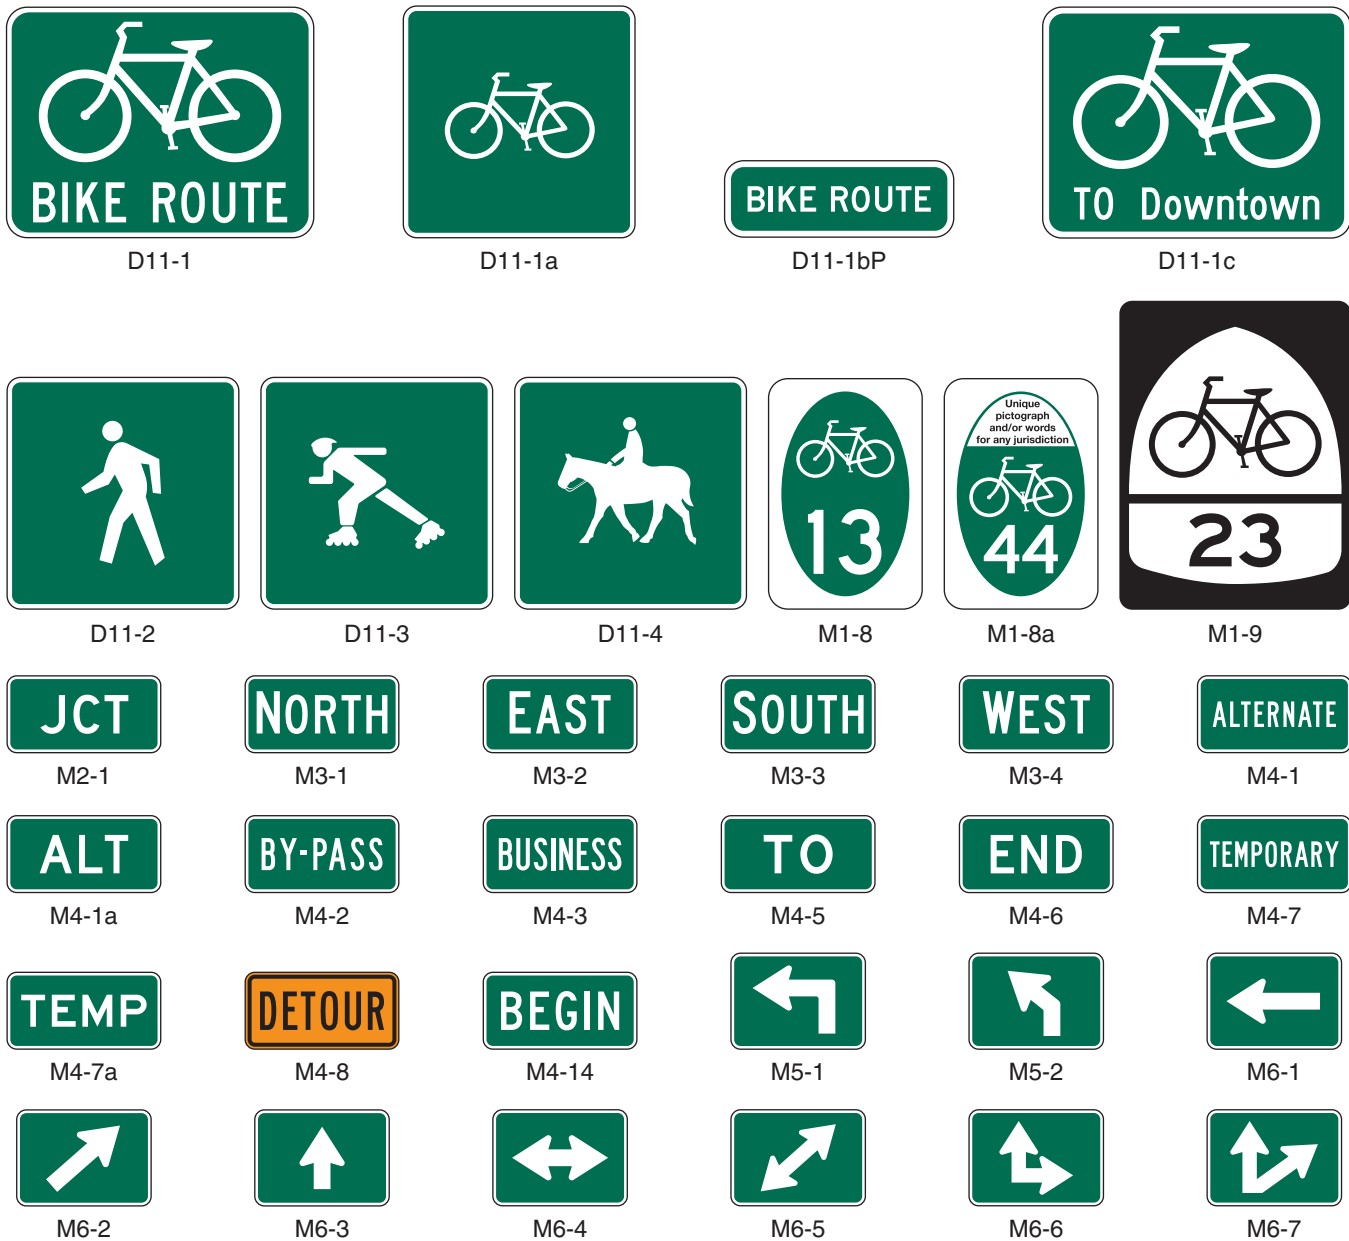 BIKE ROUTE
BIKE ROUTE
TO Downtown
D11-1
D11-1a
D11-1bP
D11-1c
13
Unique
pictograph
and/or words
for any jurisdiction
44
23
D11-2
D11-3
D11-4
M1-8
M1-8a
M1-9
JCT
NORTH
EAST
SOUTH
WEST
ALTERNATE
M2-1
M3-1
M3-2
M3-3
M3-4
M4-1
ALT
BY-PASS
BUSINESS
TO
END
TEMPORARY
M4-1a
M4-2
M4-3
M4-5
M4-6
M4-7
TEMP
DETOUR
BEGIN
M4-7a
M4-8
M4-14
M5-1
M5-2
M6-1
M6-2
M6-3
M6-4
M6-5
M6-6
M6-7